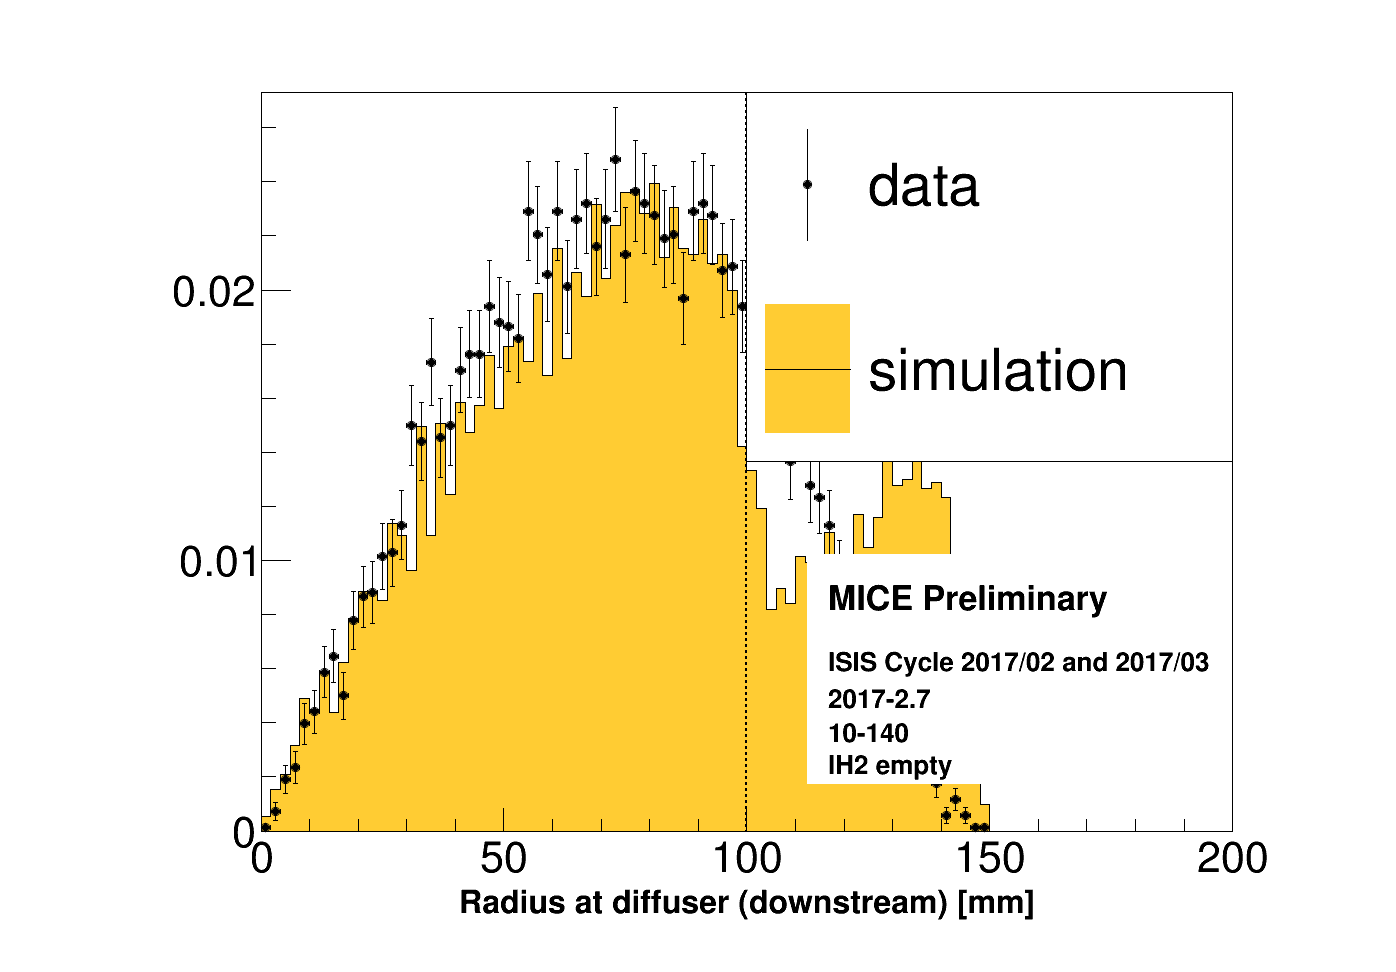 data
simulation
0.02
0.01
0
MICE Preliminary
ISIS Cycle 2017/02 and 2017/03
2017-2.7
10-140
IH2 empty
0 50 100 150 200
Radius at diffuser (downstream) [mm]